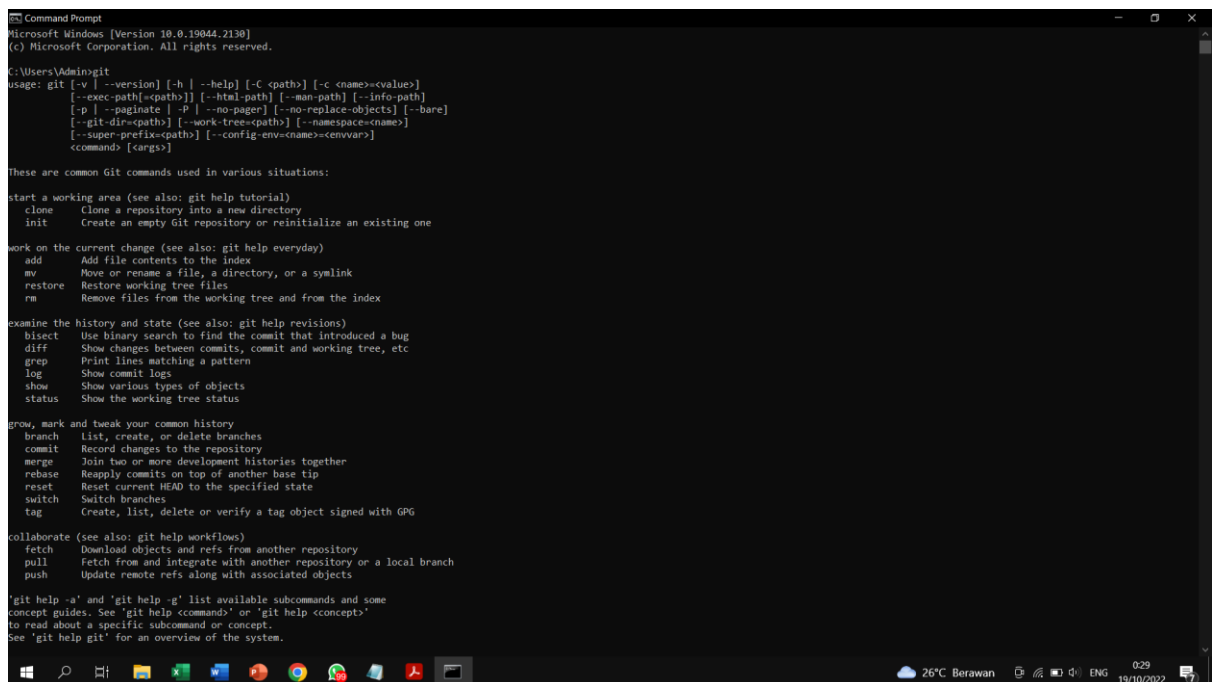 Command Prompt
Microsoft Windows [Version 10.0.19044.2130]
(c) Microsoft Corporation. All rights reserved.
C:\Users\Admin>git
usage: git [-v | --version] [-h | --help] [-C <path>] [-c <name>=<value>]
           [--exec-path[=<path>]] [--html-path] [--man-path] [--info-path]
           [-p | --paginate | -P | --no-pager] [--no-replace-objects] [--bare]
           [--git-dir=<path>] [--work-tree=<path>] [--namespace=<name>]
           [--super-prefix=<path>] [--config-env=<name>=<envvar>]
           <command> [<args>]
These are common Git commands used in various situations:
start a working area (see also: git help tutorial)
   clone     Clone a repository into a new directory
   init      Create an empty Git repository or reinitialize an existing one
work on the current change (see also: git help everyday)
   add       Add file contents to the index
   mv        Move or rename a file, a directory, or a symlink
   restore   Restore working tree files
   rm        Remove files from the working tree and from the index
examine the history and state (see also: git help revisions)
   bisect    Use binary search to find the commit that introduced a bug
   diff      Show changes between commits, commit and working tree, etc
   grep      Print lines matching a pattern
   log       Show commit logs
   show      Show various types of objects
   status    Show the working tree status
grow, mark and tweak your common history
   branch    List, create, or delete branches
   commit    Record changes to the repository
   merge     Join two or more development histories together
   rebase    Reapply commits on top of another base tip
   reset     Reset current HEAD to the specified state
   switch    Switch branches
   tag       Create, list, delete or verify a tag object signed with GPG
collaborate (see also: git help workflows)
   fetch     Download objects and refs from another repository
   pull      Fetch from and integrate with another repository or a local branch
   push      Update remote refs along with associated objects
'git help -a' and 'git help -g' list available subcommands and some
concept guides. See 'git help <command>' or 'git help <concept>'
to read about a specific subcommand or concept.
See 'git help git' for an overview of the system.
99
26°C Berawan ENG 0:29
19/10/2022
7